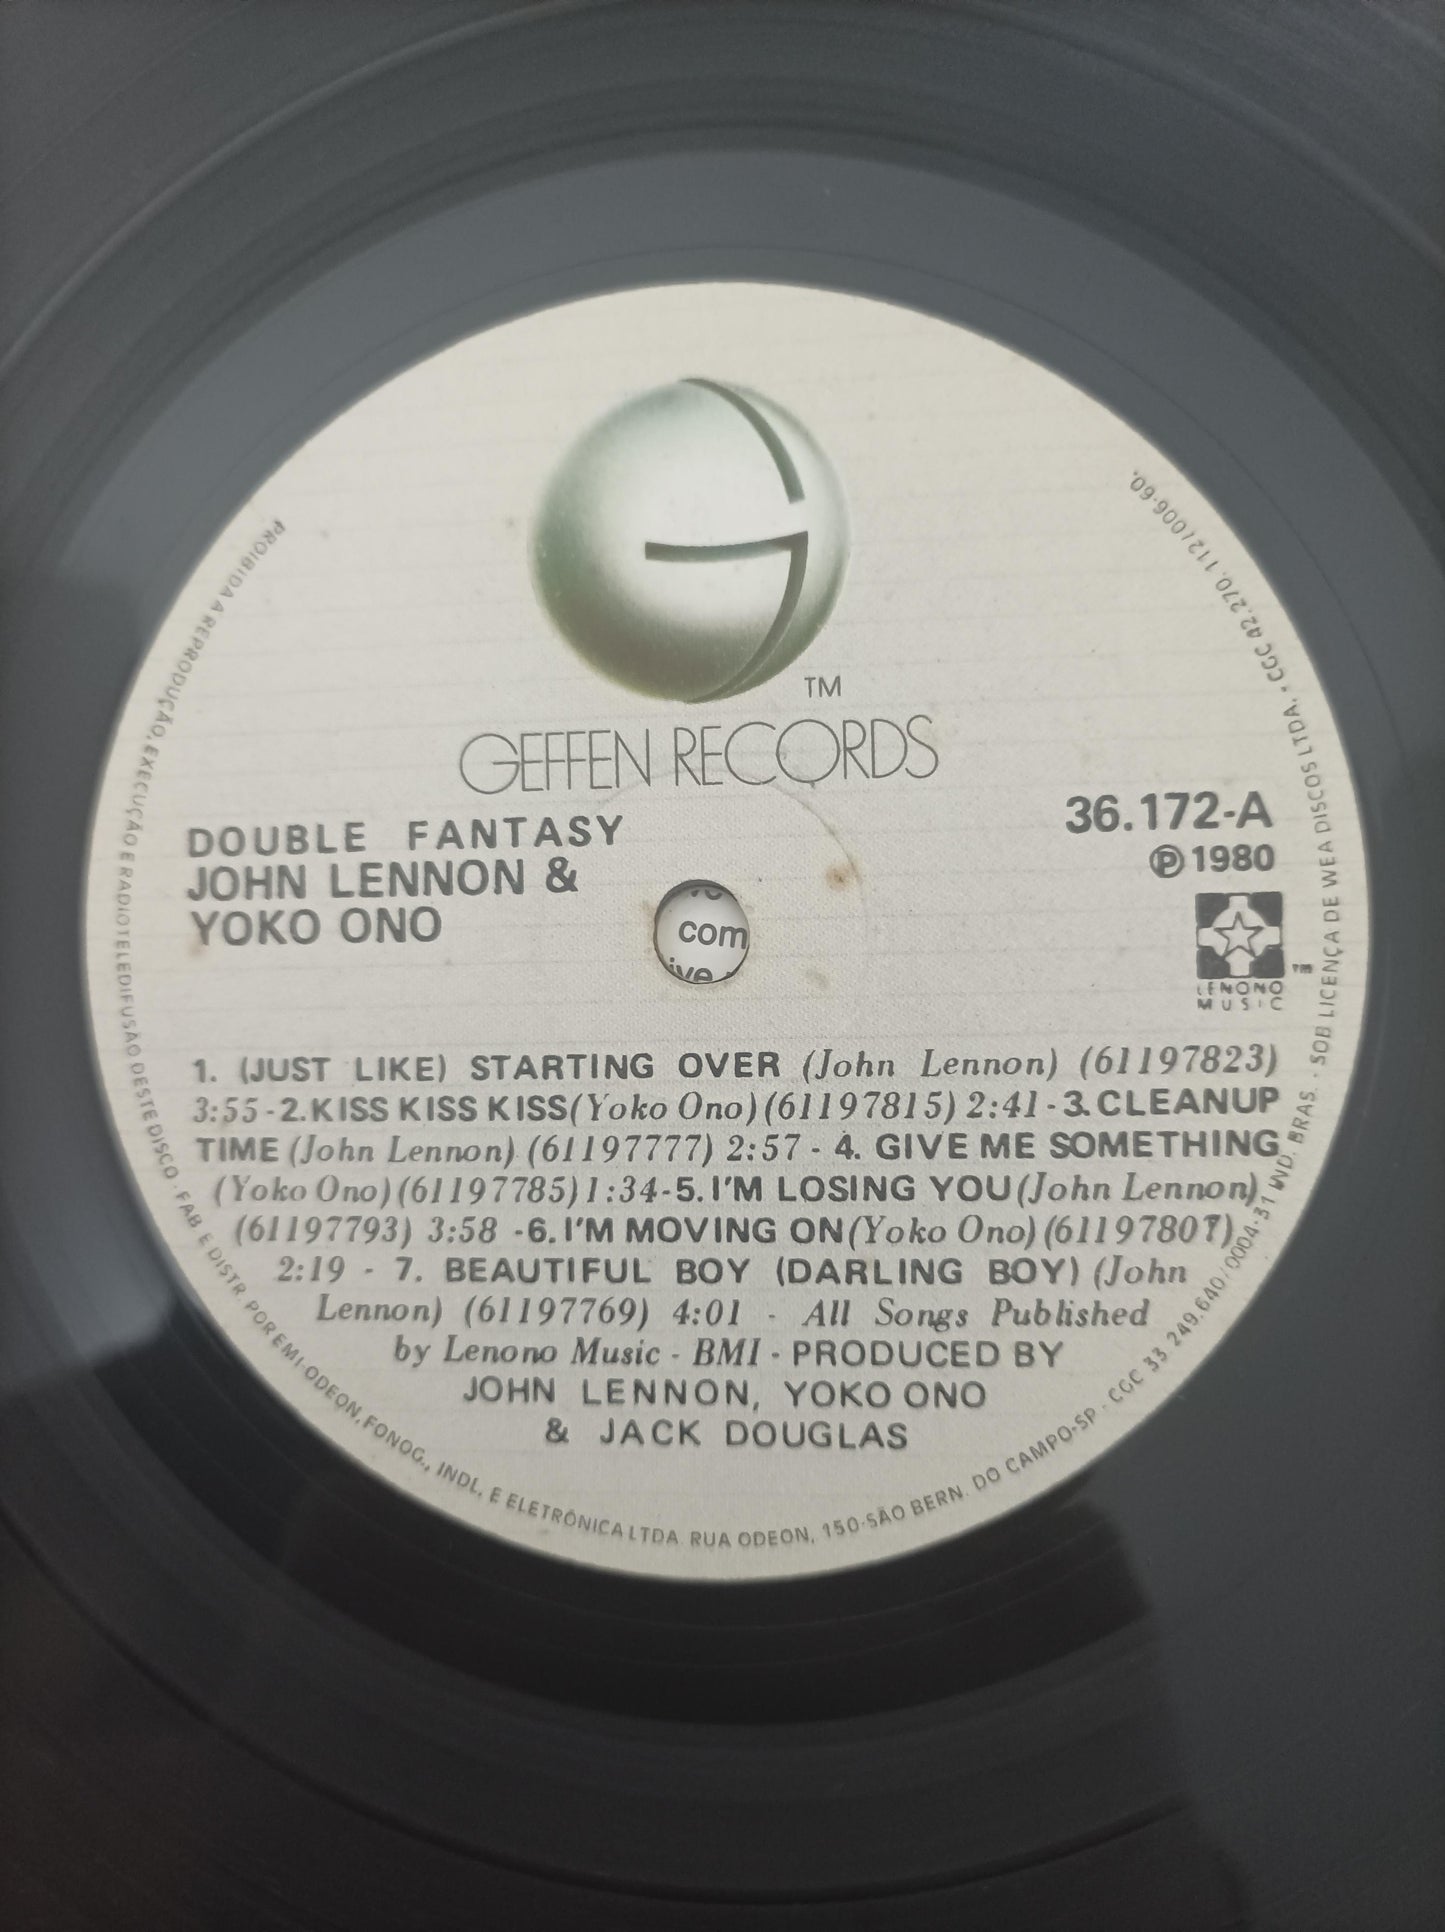 TM
GEFFEN RECORDS
DOUBLE FANTASY
JOHN LENNON &
YOKO ONO
36.172-A
Ⓟ 1980
com
ive
™
LENONO
MUSIC
1. (JUST LIKE) STARTING OVER (John Lennon) (61197823)
3:55 - 2. KISS KISS KISS (Yoko Ono) (61197815) 2:41 - 3. CLEANUP
TIME (John Lennon) (61197777) 2:57 - 4. GIVE ME SOMETHING
(Yoko Ono) (61197785) 1:34 - 5. I'M LOSING YOU (John Lennon)
(61197793) 3:58 - 6. I'M MOVING ON (Yoko Ono) (61197807)
2:19 - 7. BEAUTIFUL BOY (DARLING BOY) (John
Lennon) (61197769) 4:01 - All Songs Published
by Lenono Music - BMI - PRODUCED BY
JOHN LENNON, YOKO ONO
& JACK DOUGLAS
PROIBIDA A REPRODUÇÃO, EXECUÇÃO E RADIOTELEDIFUSÃO DESTE DISCO · FAB E DISTR. POR EMI-ODEON, FONOG., INDL. E ELETRÔNICA LTDA. RUA ODEON, 150-SÃO BERN. DO CAMPO-SP · CGC 33 249.640/0004-31 IND. BRAS. · SOB LICENÇA DE WEA DISCOS LTDA. · CGC 42.270.112/006-60.